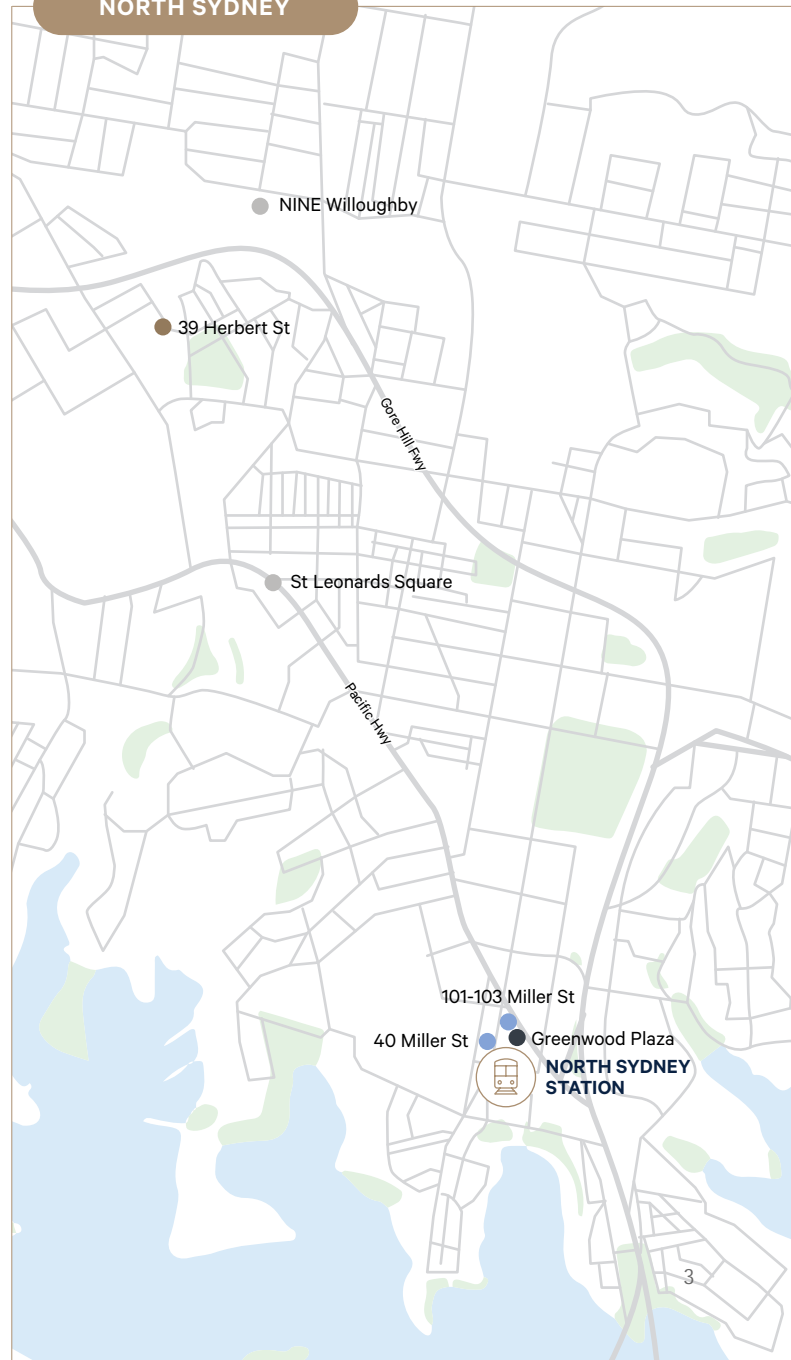 NORTH SYDNEY
NINE Willoughby
39 Herbert St
Gore Hill Fwy
St Leonards Square
Pacific Hwy
101-103 Miller St
40 Miller St
Greenwood Plaza
NORTH SYDNEY
STATION
3